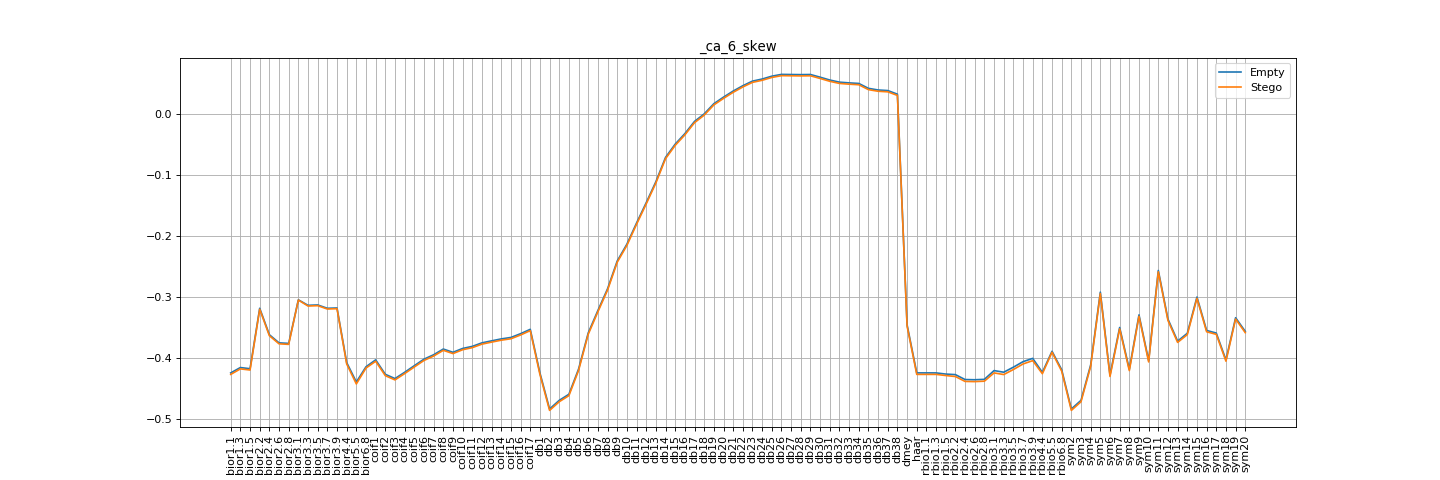 _ca_6_skew
Empty
Stego
0.0
−0.1
−0.2
−0.3
−0.4
−0.5
bior1.1
bior1.3
bior1.5
bior2.2
bior2.4
bior2.6
bior2.8
bior3.1
bior3.3
bior3.5
bior3.7
bior3.9
bior4.4
bior5.5
bior6.8
coif1
coif2
coif3
coif4
coif5
coif6
coif7
coif8
coif9
coif10
coif11
coif12
coif13
coif14
coif15
coif16
coif17
db1
db2
db3
db4
db5
db6
db7
db8
db9
db10
db11
db12
db13
db14
db15
db16
db17
db18
db19
db20
db21
db22
db23
db24
db25
db26
db27
db28
db29
db30
db31
db32
db33
db34
db35
db36
db37
db38
dmey
haar
rbio1.1
rbio1.3
rbio1.5
rbio2.2
rbio2.4
rbio2.6
rbio2.8
rbio3.1
rbio3.3
rbio3.5
rbio3.7
rbio3.9
rbio4.4
rbio5.5
rbio6.8
sym2
sym3
sym4
sym5
sym6
sym7
sym8
sym9
sym10
sym11
sym12
sym13
sym14
sym15
sym16
sym17
sym18
sym19
sym20